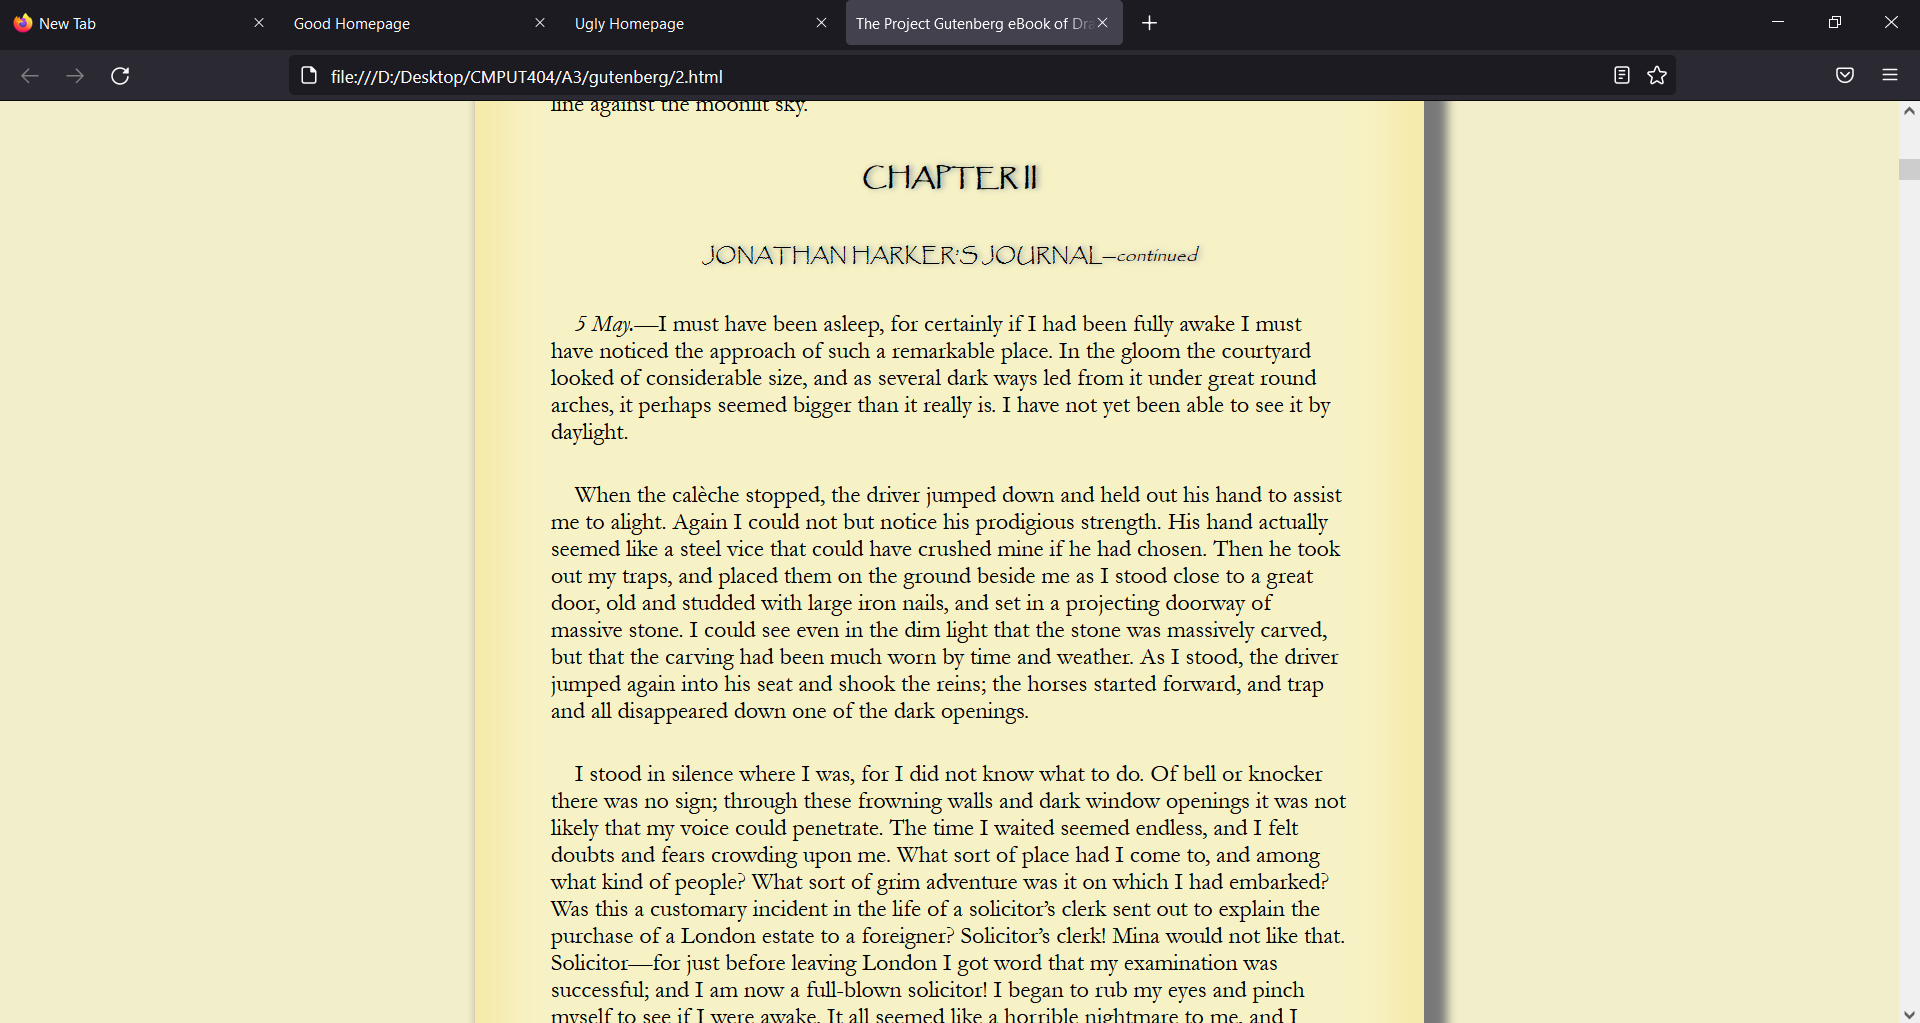 New Tab
Good Homepage
Ugly Homepage
The Project Gutenberg eBook of Dra
file:///D:/Desktop/CMPUT404/A3/gutenberg/2.html
line against the moonlit sky.
CHAPTER II
JONATHAN HARKER’S JOURNAL—continued
5 May.—I must have been asleep, for certainly if I had been fully awake I must
have noticed the approach of such a remarkable place. In the gloom the courtyard
looked of considerable size, and as several dark ways led from it under great round
arches, it perhaps seemed bigger than it really is. I have not yet been able to see it by
daylight.
When the calèche stopped, the driver jumped down and held out his hand to assist
me to alight. Again I could not but notice his prodigious strength. His hand actually
seemed like a steel vice that could have crushed mine if he had chosen. Then he took
out my traps, and placed them on the ground beside me as I stood close to a great
door, old and studded with large iron nails, and set in a projecting doorway of
massive stone. I could see even in the dim light that the stone was massively carved,
but that the carving had been much worn by time and weather. As I stood, the driver
jumped again into his seat and shook the reins; the horses started forward, and trap
and all disappeared down one of the dark openings.
I stood in silence where I was, for I did not know what to do. Of bell or knocker
there was no sign; through these frowning walls and dark window openings it was not
likely that my voice could penetrate. The time I waited seemed endless, and I felt
doubts and fears crowding upon me. What sort of place had I come to, and among
what kind of people? What sort of grim adventure was it on which I had embarked?
Was this a customary incident in the life of a solicitor’s clerk sent out to explain the
purchase of a London estate to a foreigner? Solicitor’s clerk! Mina would not like that.
Solicitor—for just before leaving London I got word that my examination was
successful; and I am now a full-blown solicitor! I began to rub my eyes and pinch
myself to see if I were awake. It all seemed like a horrible nightmare to me, and I